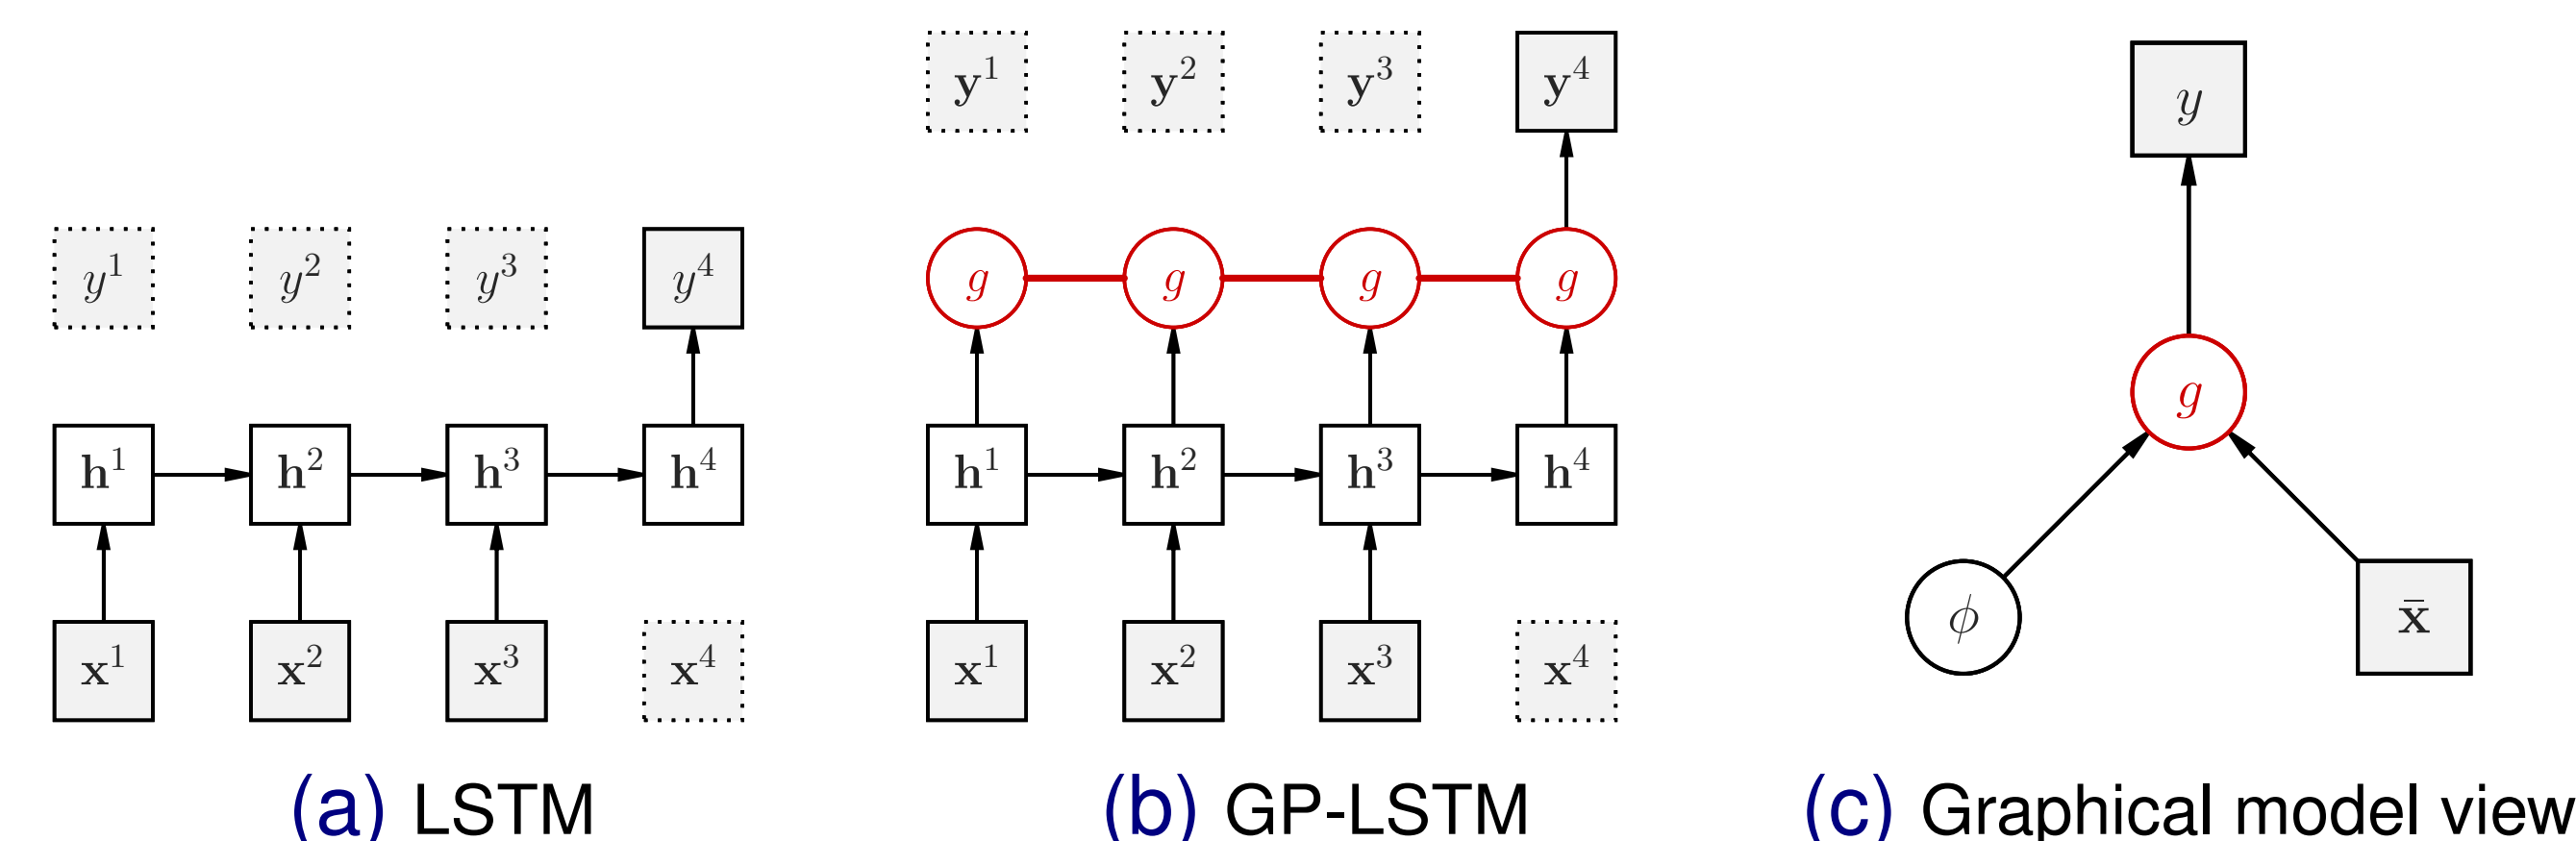 y¹ y² y³ y⁴
h¹ h² h³ h⁴
x¹ x² x³ x⁴
(a) LSTM
y¹ y² y³ y⁴
g g g g
h¹ h² h³ h⁴
x¹ x² x³ x⁴
(b) GP-LSTM
y
g
ϕ x̄
(c) Graphical model view